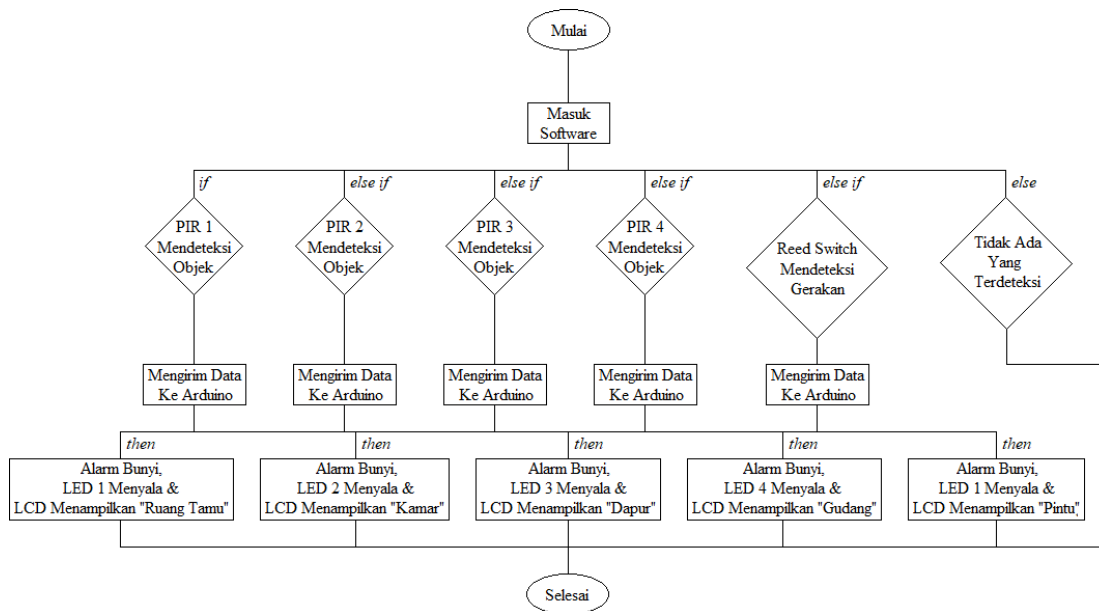 Mulai
Masuk
Software
if
else if
else if
else if
else if
else
PIR 1
Mendeteksi
Objek
PIR 2
Mendeteksi
Objek
PIR 3
Mendeteksi
Objek
PIR 4
Mendeteksi
Objek
Reed Switch
Mendeteksi
Gerakan
Tidak Ada
Yang
Terdeteksi
Mengirim Data
Ke Arduino
Mengirim Data
Ke Arduino
Mengirim Data
Ke Arduino
Mengirim Data
Ke Arduino
Mengirim Data
Ke Arduino
then
then
then
then
then
Alarm Bunyi,
LED 1 Menyala &
LCD Menampilkan "Ruang Tamu"
Alarm Bunyi,
LED 2 Menyala &
LCD Menampilkan "Kamar"
Alarm Bunyi,
LED 3 Menyala &
LCD Menampilkan "Dapur"
Alarm Bunyi,
LED 4 Menyala &
LCD Menampilkan "Gudang"
Alarm Bunyi,
LED 1 Menyala &
LCD Menampilkan "Pintu"
Selesai